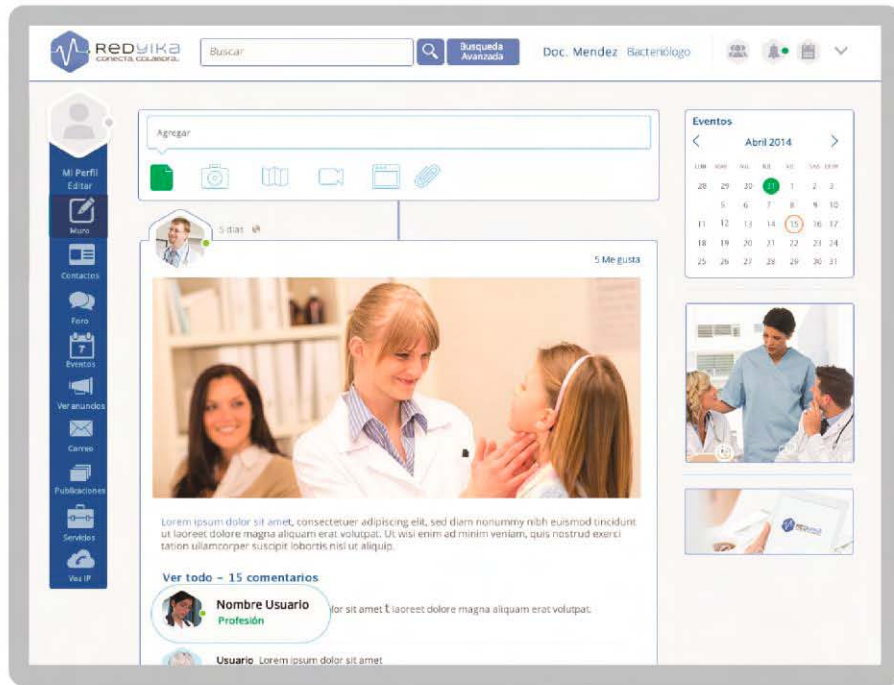 REDYIKA
CONECTA, COLABORA.
Buscar
Busqueda
Avanzada
Doc. Mendez Bacteriólogo
Mi Perfil
Editar
Muro
Contactos
Foro
7
Eventos
Ver anuncios
Correo
Publicaciones
Servicios
Voz IP
Agregar
5 días
5 Me gusta
Lorem ipsum dolor sit amet, consectetuer adipiscing elit, sed diam nonummy nibh euismod tincidunt
ut laoreet dolore magna aliquam erat volutpat. Ut wisi enim ad minim veniam, quis nostrud exerci
tation ullamcorper suscipit lobortis nisl ut aliquip.
Ver todo – 15 comentarios
Nombre Usuario
Profesión
lor sit amet t laoreet dolore magna aliquam erat volutpat.
Usuario Lorem ipsum dolor sit amet
Eventos
Abril 2014
28 29 30 31 1 2 3
5 6 7 8 9 10
11 12 13 14 15 16 17
18 19 20 21 22 23 24
25 26 27 28 29 30 31
REDYIKA